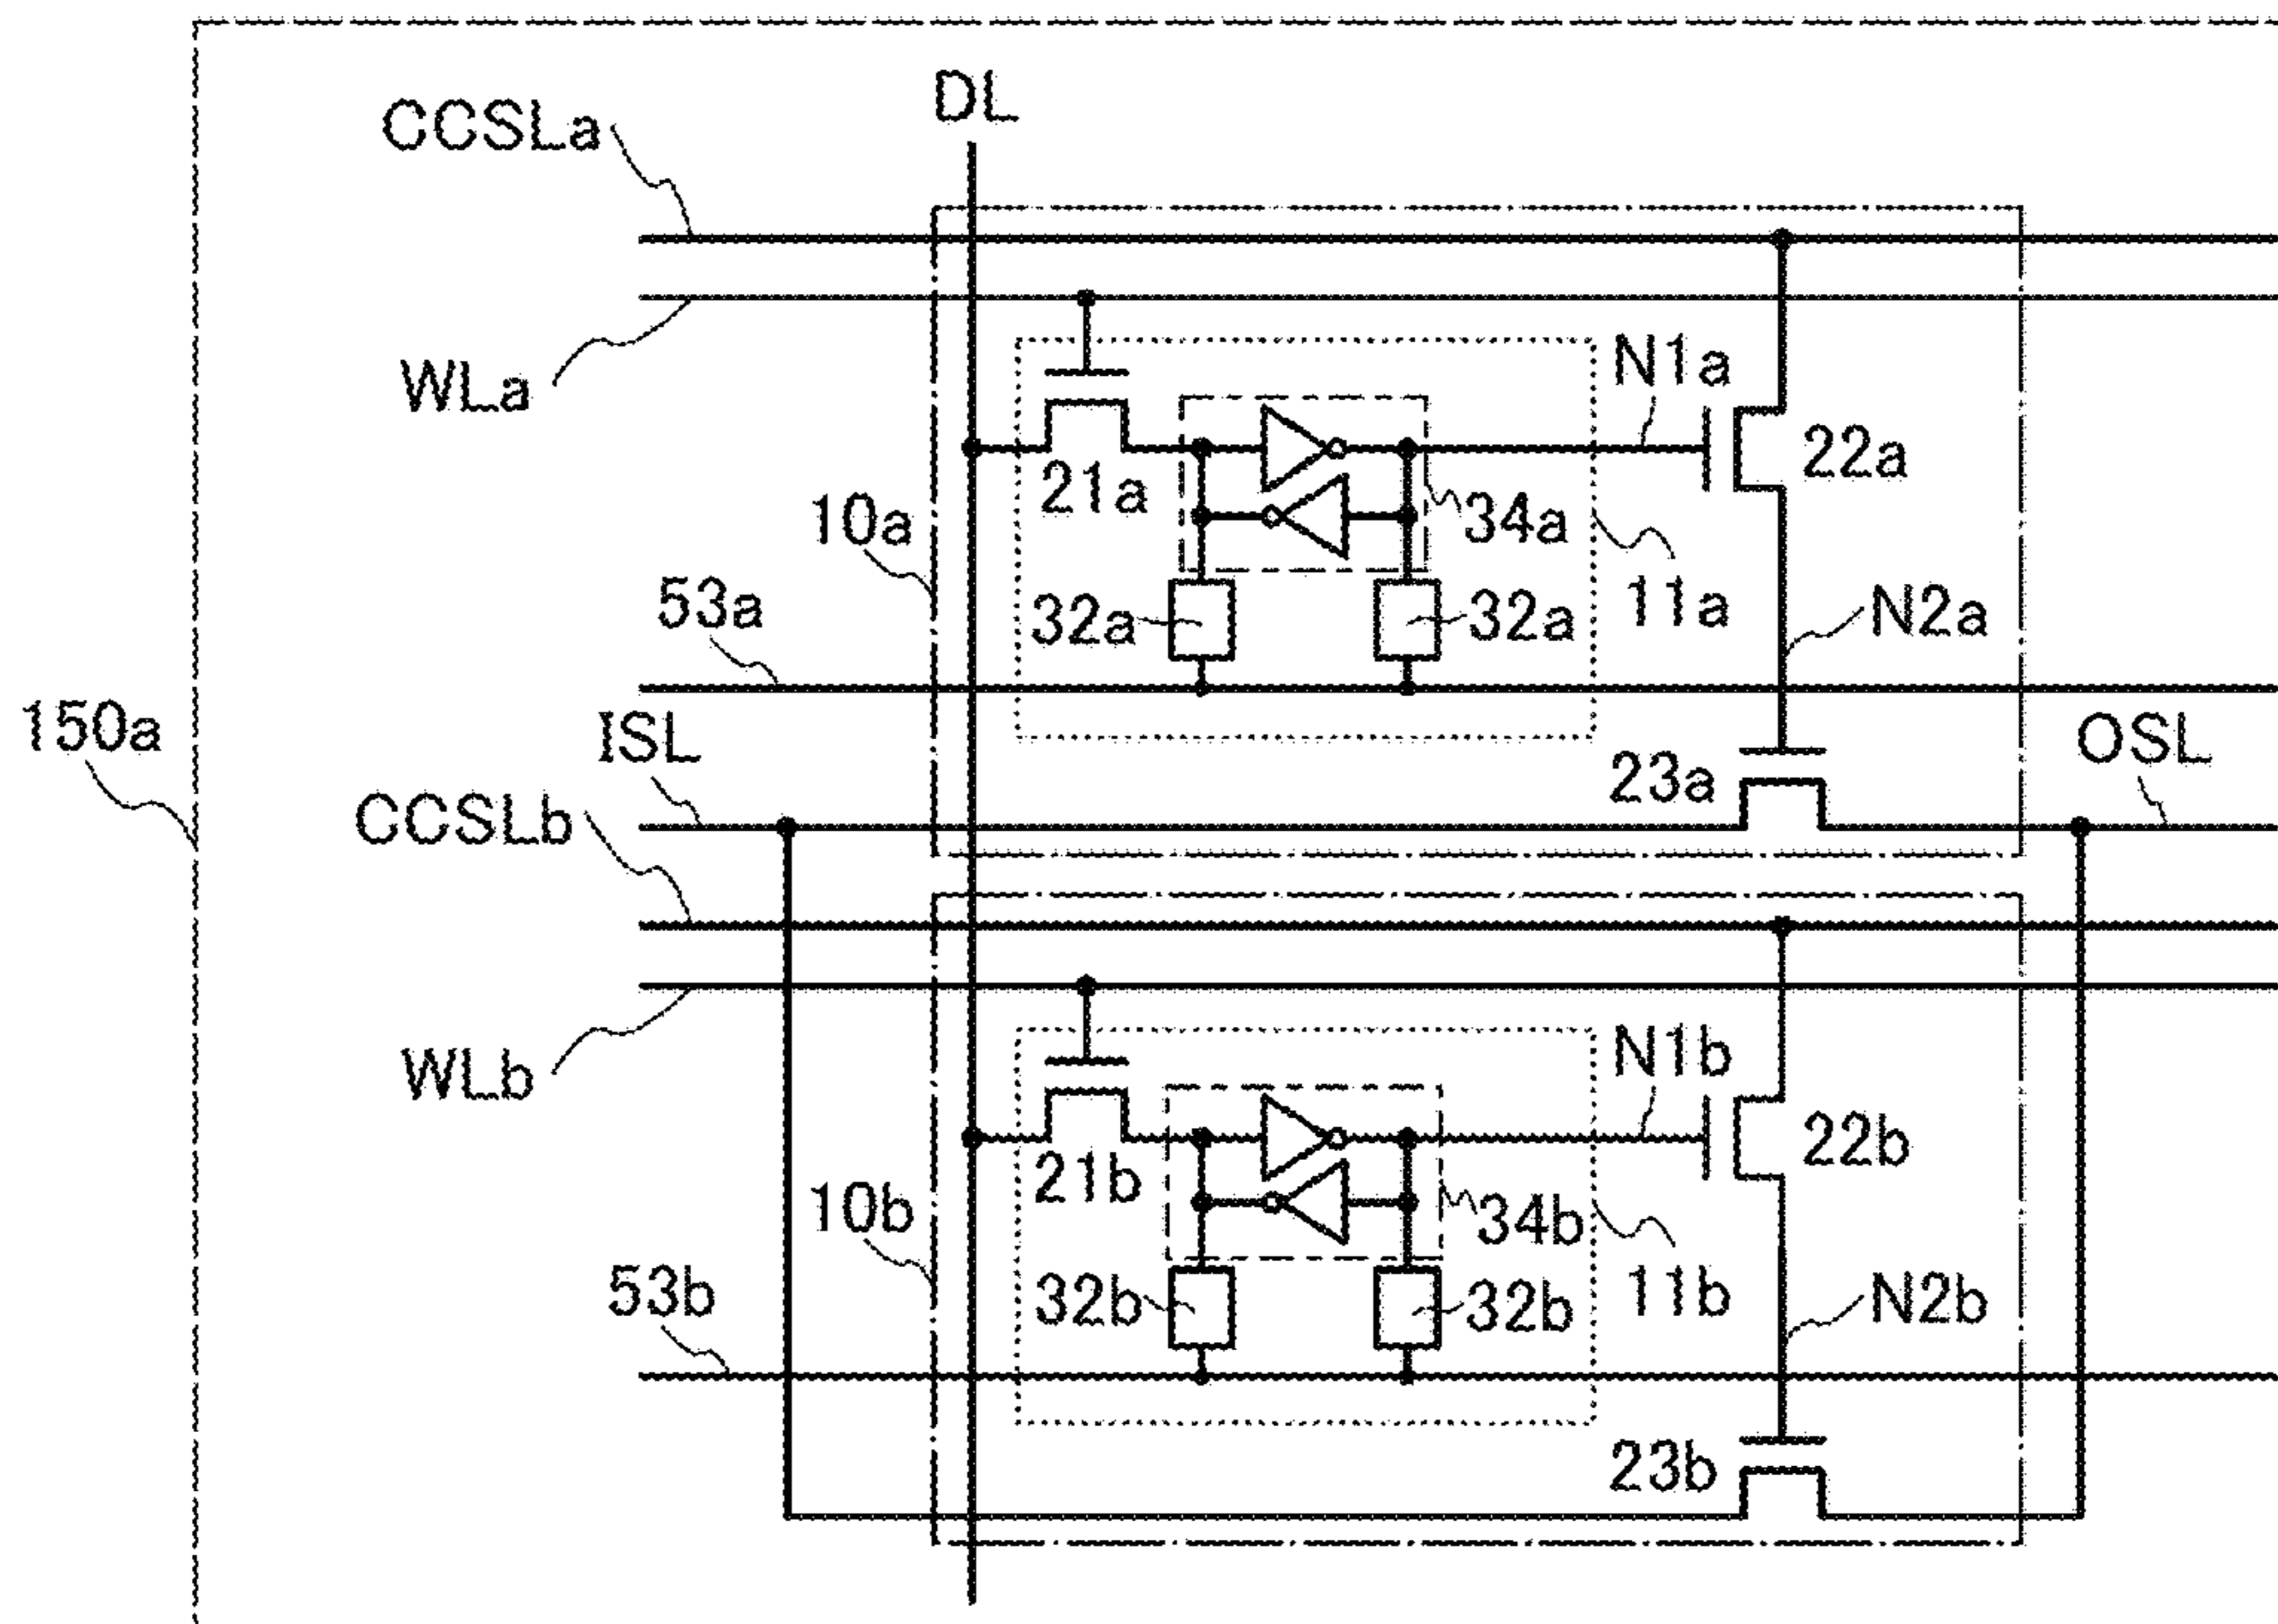 DL
CCSLa
WLa
N1a
22a
21a
34a
10a
11a
32a
32a
N2a
53a
150a
ISL
OSL
23a
CCSLb
WLb
N1b
22b
21b
34b
10b
11b
32b
32b
N2b
53b
23b